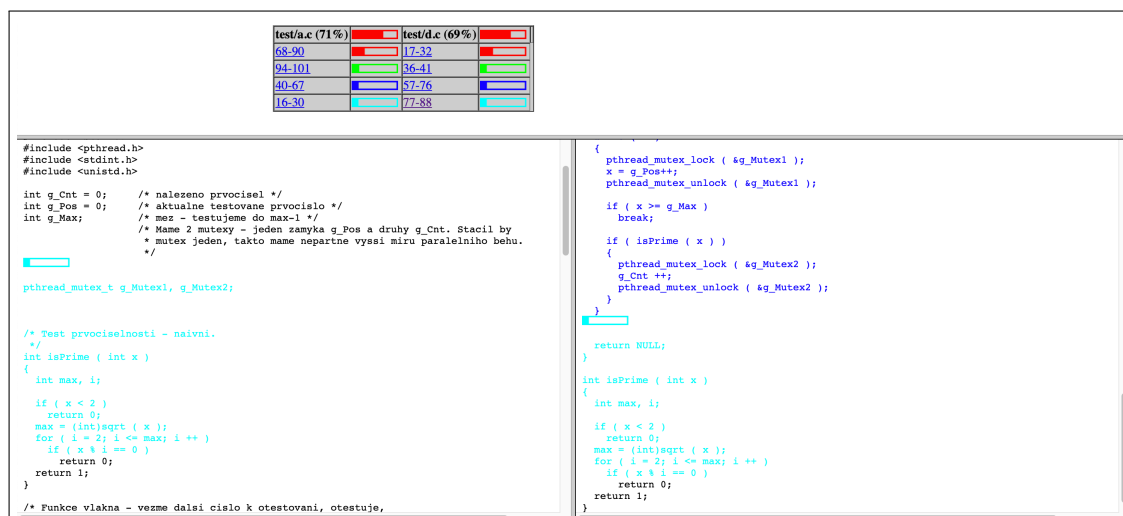 test/a.c (71%) test/d.c (69%)
68-90 17-32
94-101 36-41
40-67 57-76
16-30 77-88
#include <pthread.h>
#include <stdint.h>
#include <unistd.h>
int g_Cnt = 0; /* nalezeno prvocisel */
int g_Pos = 0; /* aktualne testovane prvocislo */
int g_Max; /* mez - testujeme do max-1 */
/* Mame 2 mutexy - jeden zamyka g_Pos a druhy g_Cnt. Stacil by
* mutex jeden, takto mame nepartne vyssi miru paralelniho behu.
*/
pthread_mutex_t g_Mutex1, g_Mutex2;
/* Test prvociselnosti - naivni.
*/
int isPrime ( int x )
{
int max, i;
if ( x < 2 )
return 0;
max = (int)sqrt ( x );
for ( i = 2; i <= max; i ++ )
if ( x % i == 0 )
return 0;
return 1;
}
/* Funkce vlakna - vezme dalsi cislo k otestovani, otestuje,
{
pthread_mutex_lock ( &g_Mutex1 );
x = g_Pos++;
pthread_mutex_unlock ( &g_Mutex1 );
if ( x >= g_Max )
break;
if ( isPrime ( x ) )
{
pthread_mutex_lock ( &g_Mutex2 );
g_Cnt ++;
pthread_mutex_unlock ( &g_Mutex2 );
}
}
return NULL;
}
int isPrime ( int x )
{
int max, i;
if ( x < 2 )
return 0;
max = (int)sqrt ( x );
for ( i = 2; i <= max; i ++ )
if ( x % i == 0 )
return 0;
return 1;
}